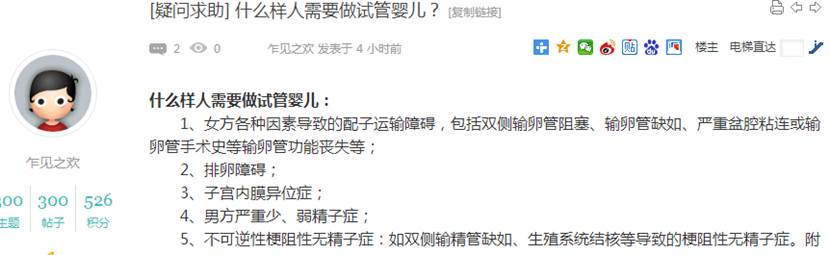 [疑问求助] 什么样人需要做试管婴儿？ [复制链接]
2 0 乍见之欢 发表于 4 小时前 楼主 电梯直达
什么样人需要做试管婴儿：
1、女方各种因素导致的配子运输障碍，包括双侧输卵管阻塞、输卵管缺如、严重盆腔粘连或输
卵管手术史等输卵管功能丧失等；
乍见之欢
2、排卵障碍；
3、子宫内膜异位症；
300 300 526
主题 帖子 积分
4、男方严重少、弱精子症；
5、不可逆性梗阻性无精子症：如双侧输精管缺如、生殖系统结核等导致的梗阻性无精子症。附